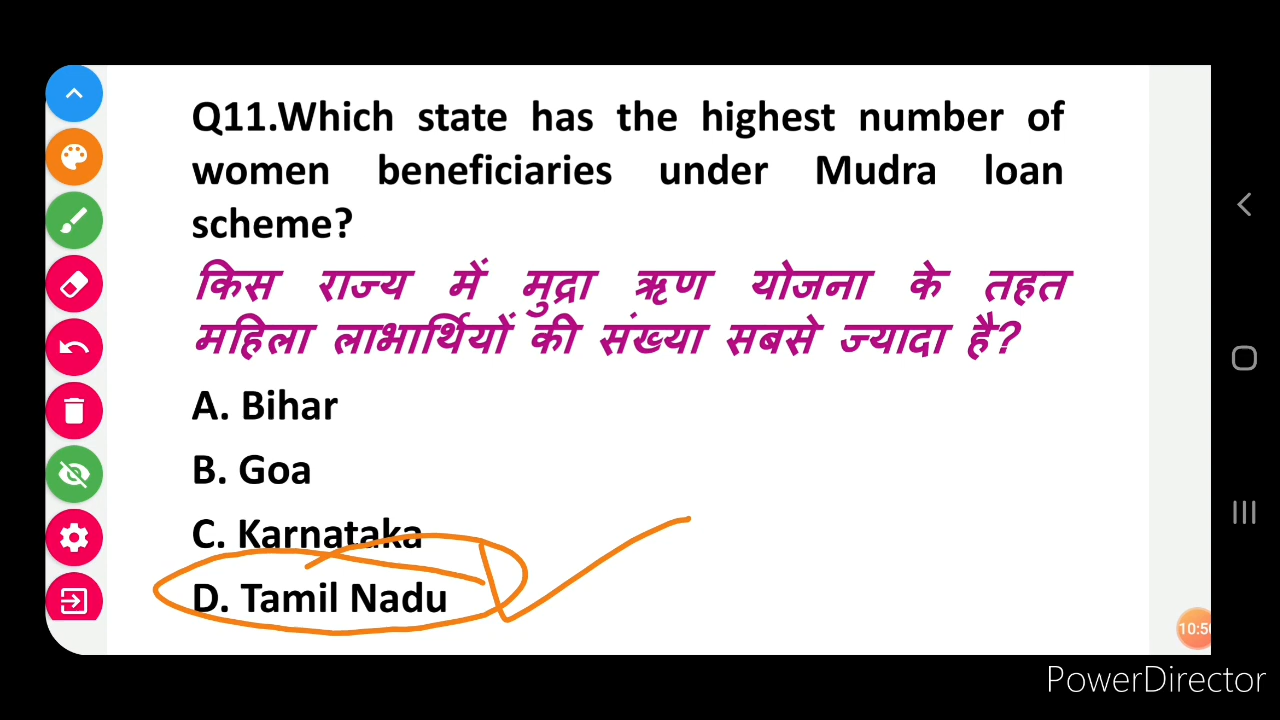 Q11.Which state has the highest number of
women beneficiaries under Mudra loan
scheme?
किस राज्य में मुद्रा ऋण योजना के तहत
महिला लाभार्थियों की संख्या सबसे ज्यादा है?
A. Bihar
B. Goa
C. Karnataka
D. Tamil Nadu
PowerDirector